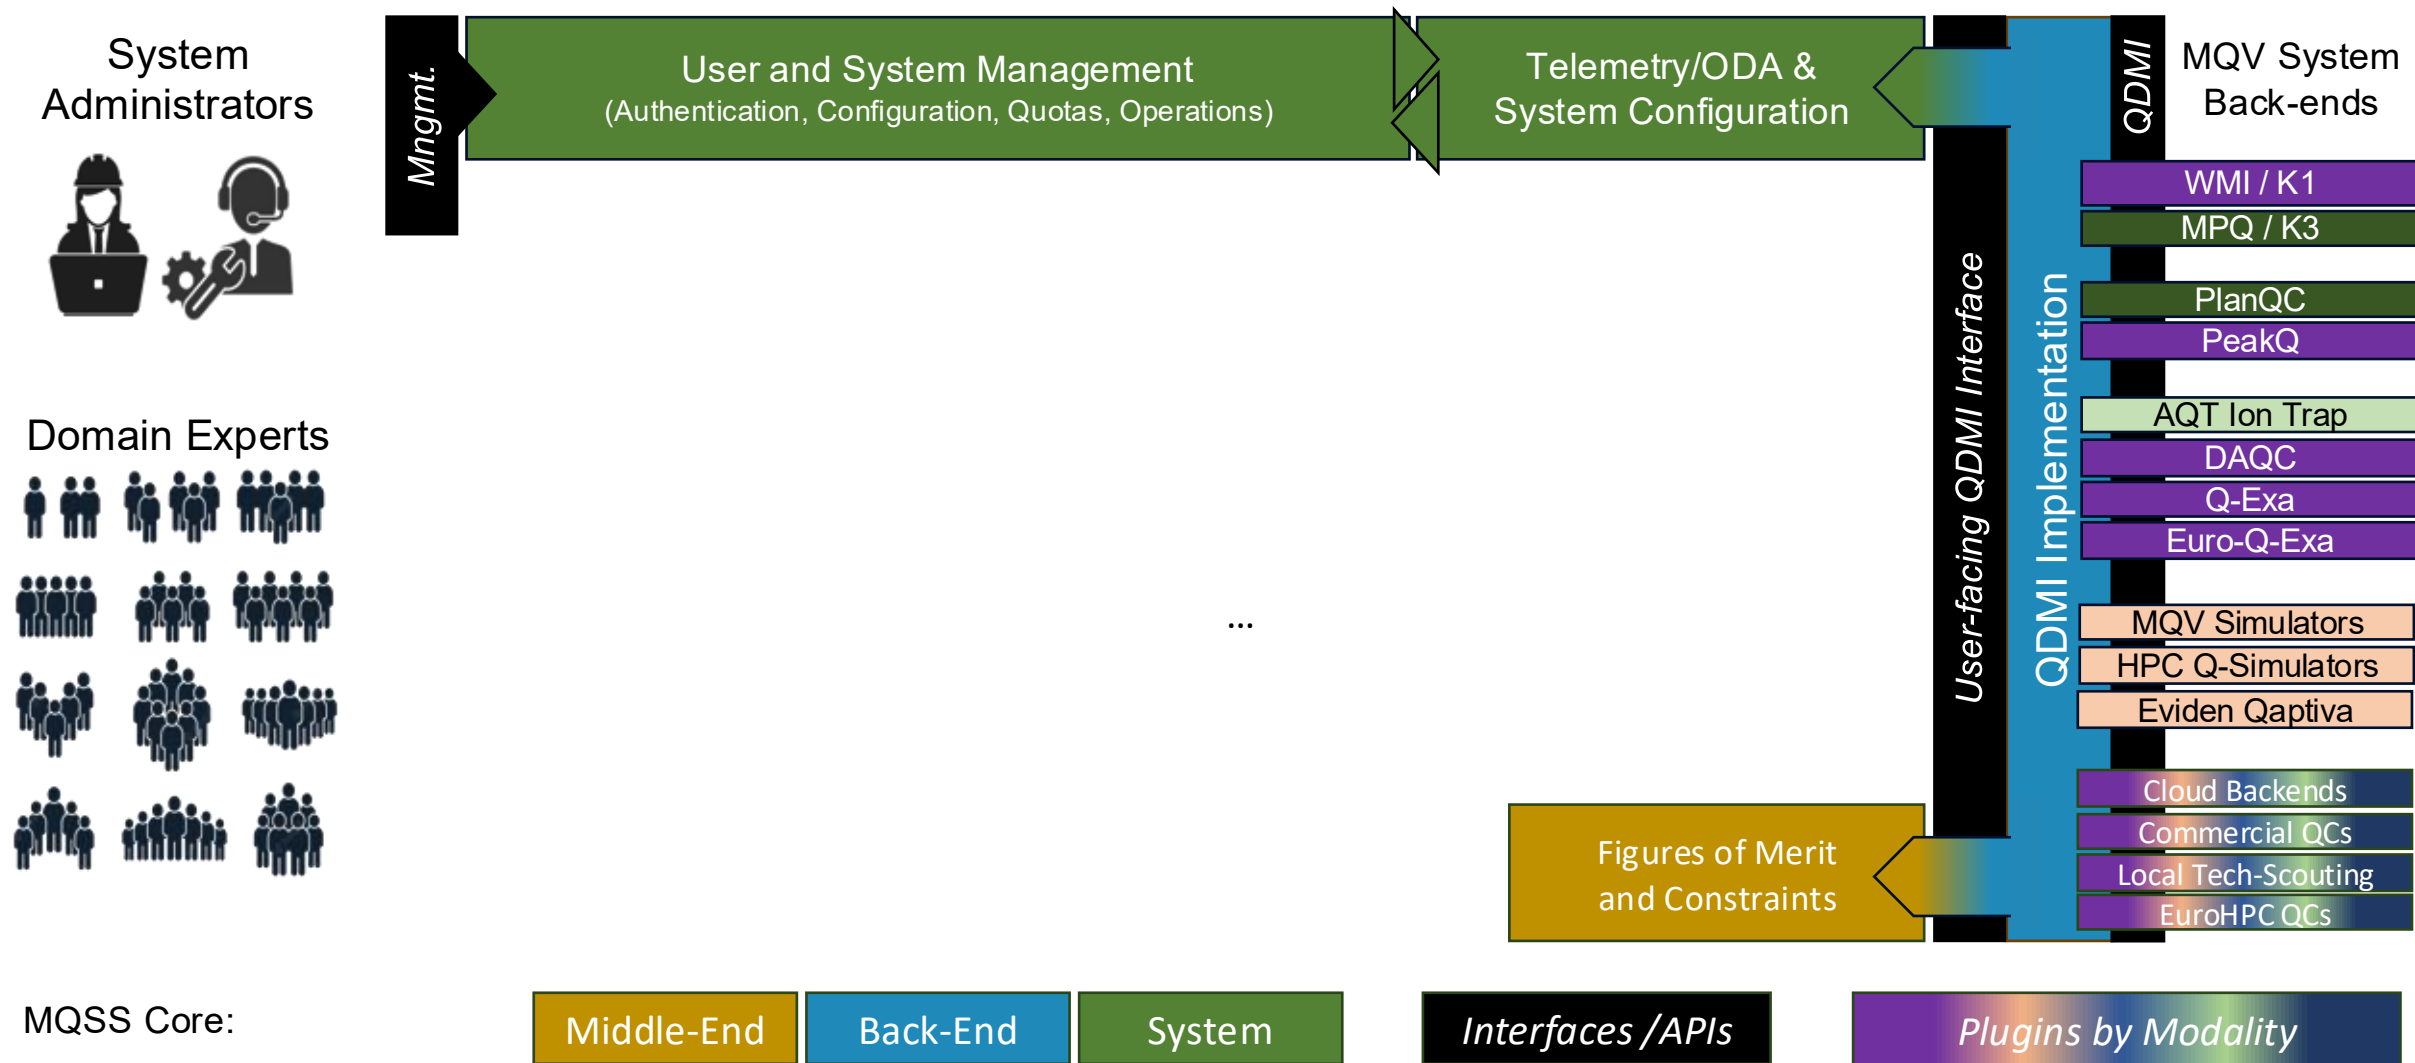 System
Administrators
Mngmt.
User and System Management
(Authentication, Configuration, Quotas, Operations)
Telemetry/ODA &
System Configuration
User-facing QDMI Interface
QDMI Implementation
QDMI
MQV System
Back-ends
WMI / K1
MPQ / K3
PlanQC
PeakQ
AQT Ion Trap
DAQC
Q-Exa
Euro-Q-Exa
MQV Simulators
HPC Q-Simulators
Eviden Qaptiva
Cloud Backends
Commercial QCs
Local Tech-Scouting
EuroHPC QCs
Domain Experts
...
Figures of Merit
and Constraints
MQSS Core:
Middle-End
Back-End
System
Interfaces /APIs
Plugins by Modality